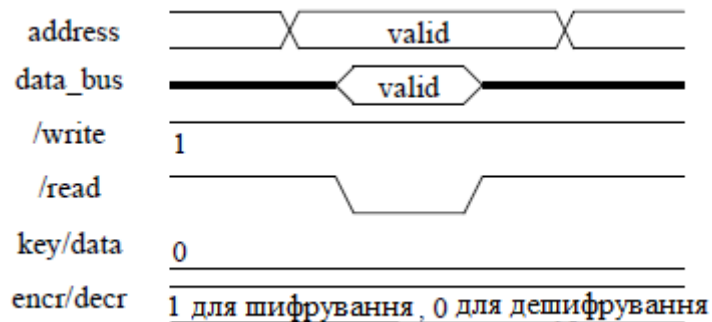 address valid
data_bus valid
/write 1
/read
key/data 0
encr/decr 1 для шифрування , 0 для дешифрування